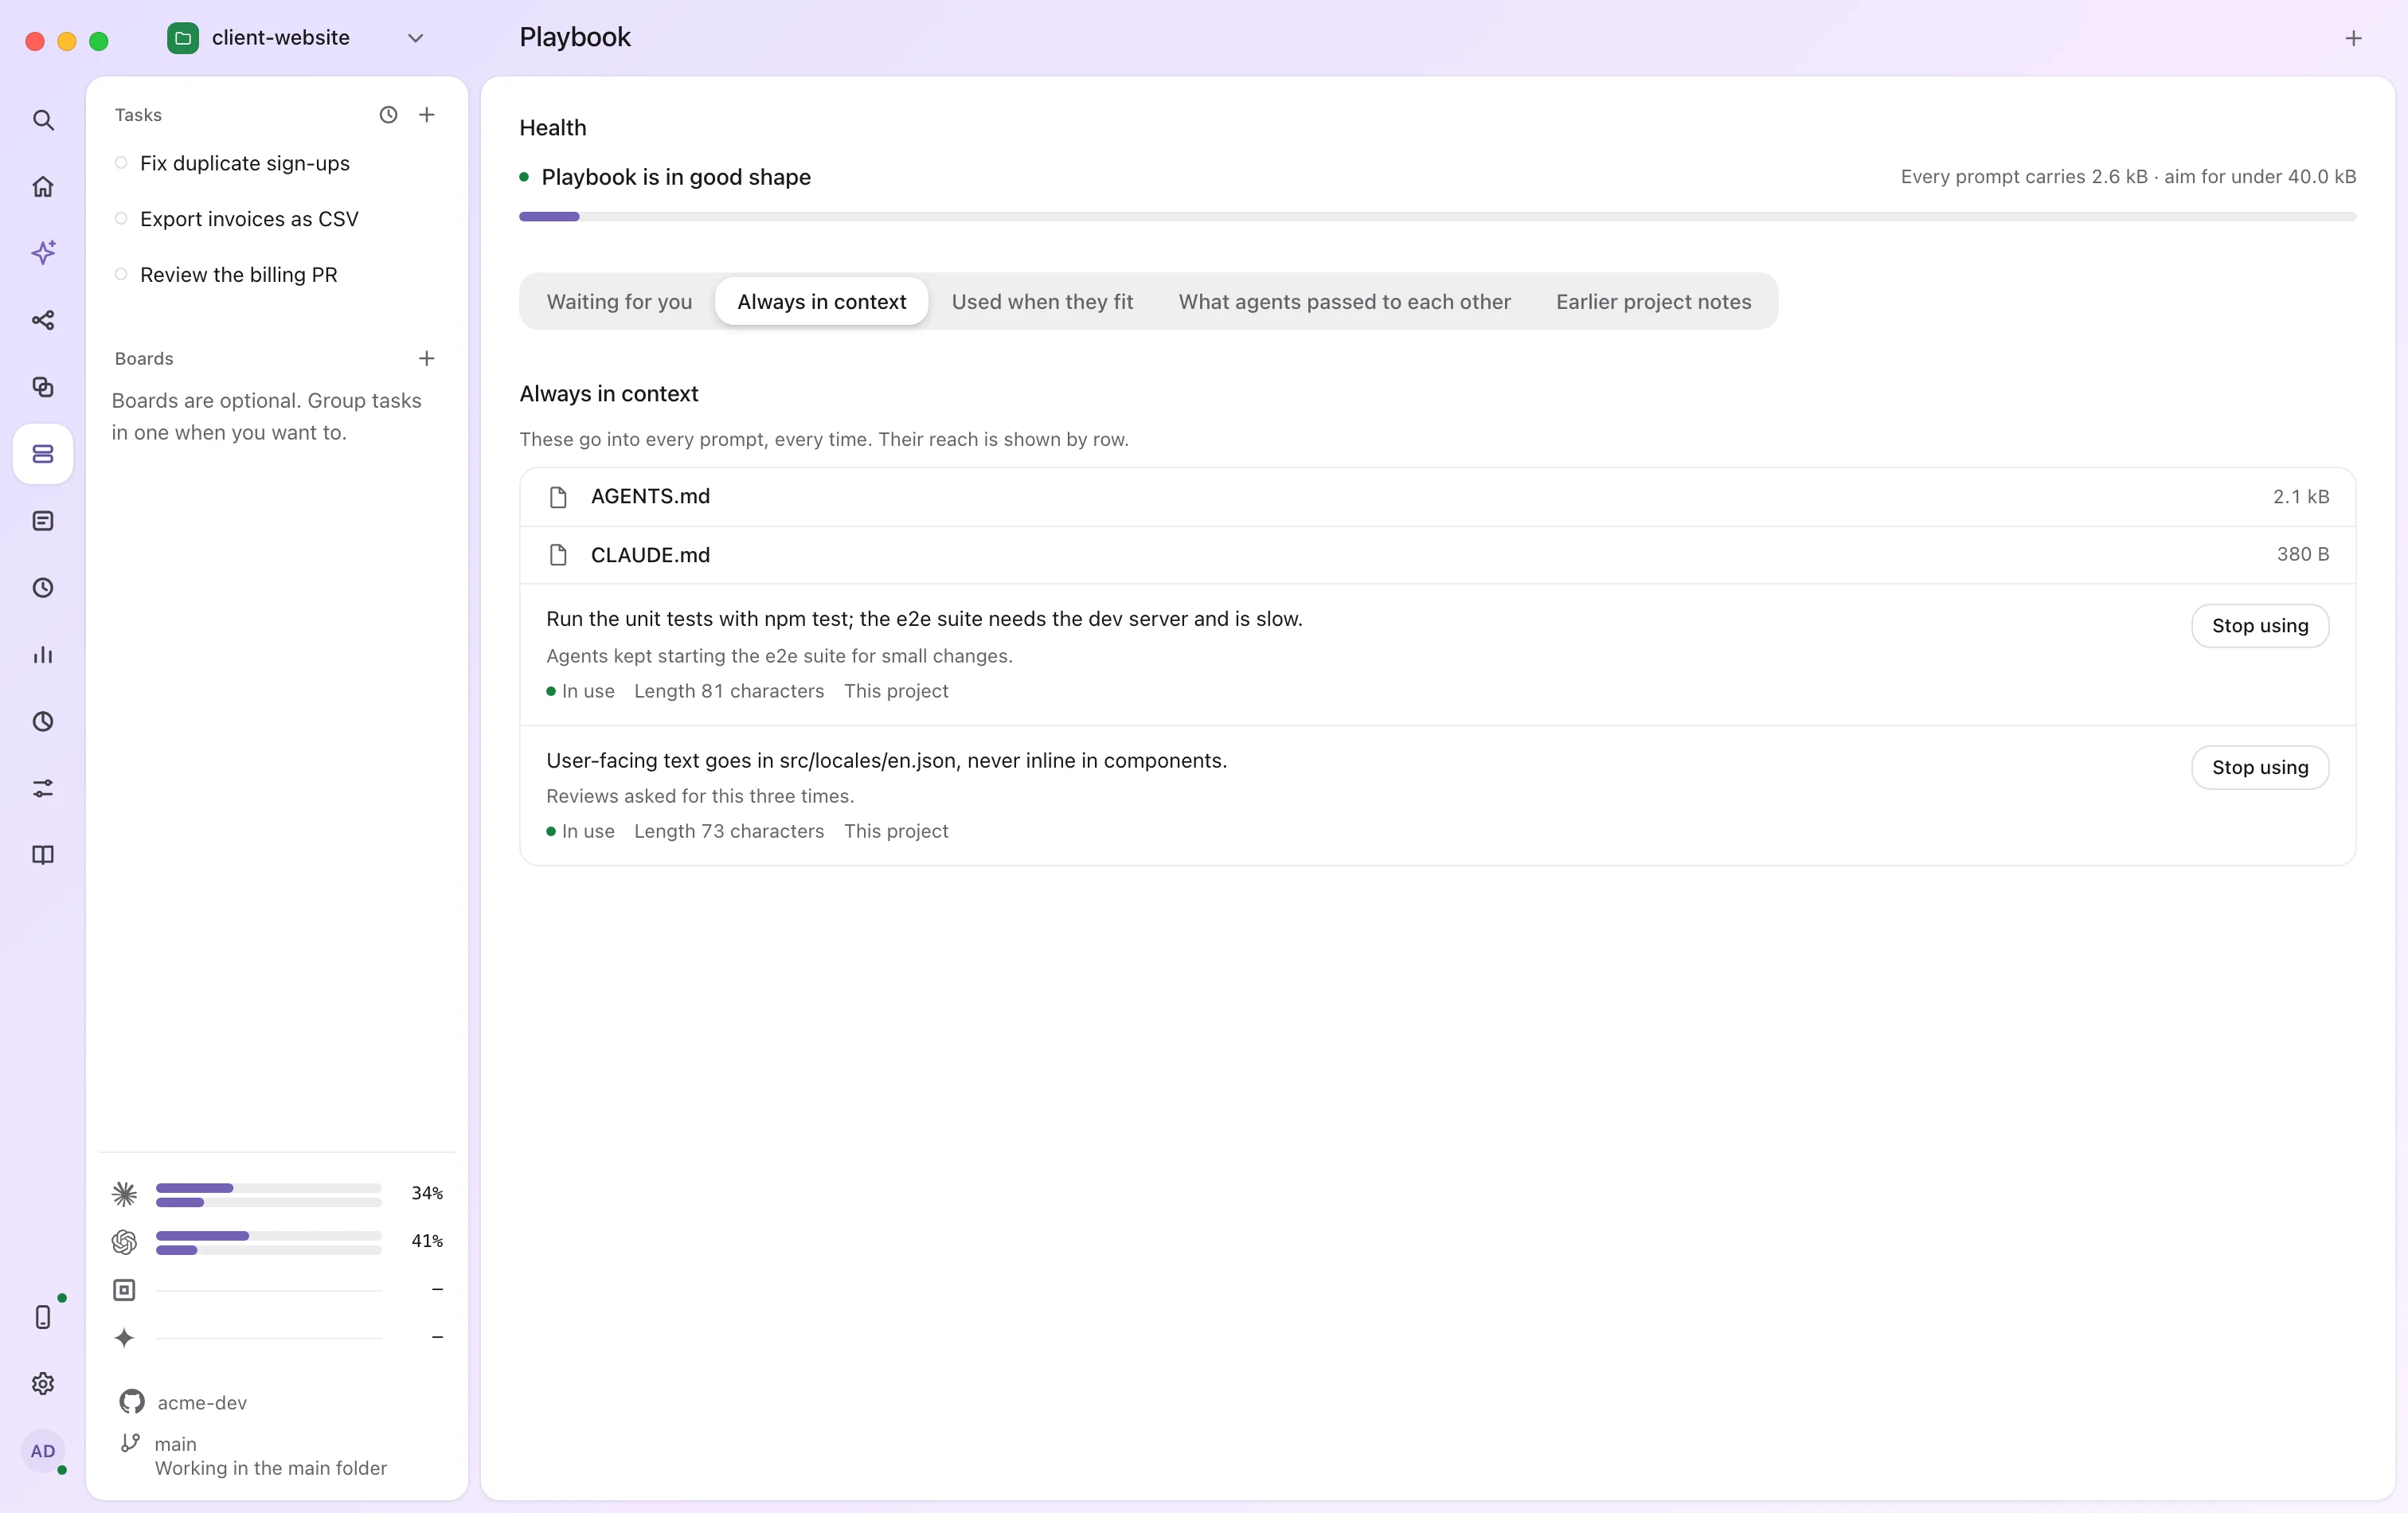 client-website
Playbook
Tasks
Fix duplicate sign-ups
Export invoices as CSV
Review the billing PR
Boards
Boards are optional. Group tasks
in one when you want to.
34%
41%
–
–
acme-dev
main
Working in the main folder
AD
Health
Playbook is in good shape
Every prompt carries 2.6 kB · aim for under 40.0 kB
Waiting for you
Always in context
Used when they fit
What agents passed to each other
Earlier project notes
Always in context
These go into every prompt, every time. Their reach is shown by row.
AGENTS.md
2.1 kB
CLAUDE.md
380 B
Run the unit tests with npm test; the e2e suite needs the dev server and is slow.
Stop using
Agents kept starting the e2e suite for small changes.
In use Length 81 characters This project
User-facing text goes in src/locales/en.json, never inline in components.
Stop using
Reviews asked for this three times.
In use Length 73 characters This project